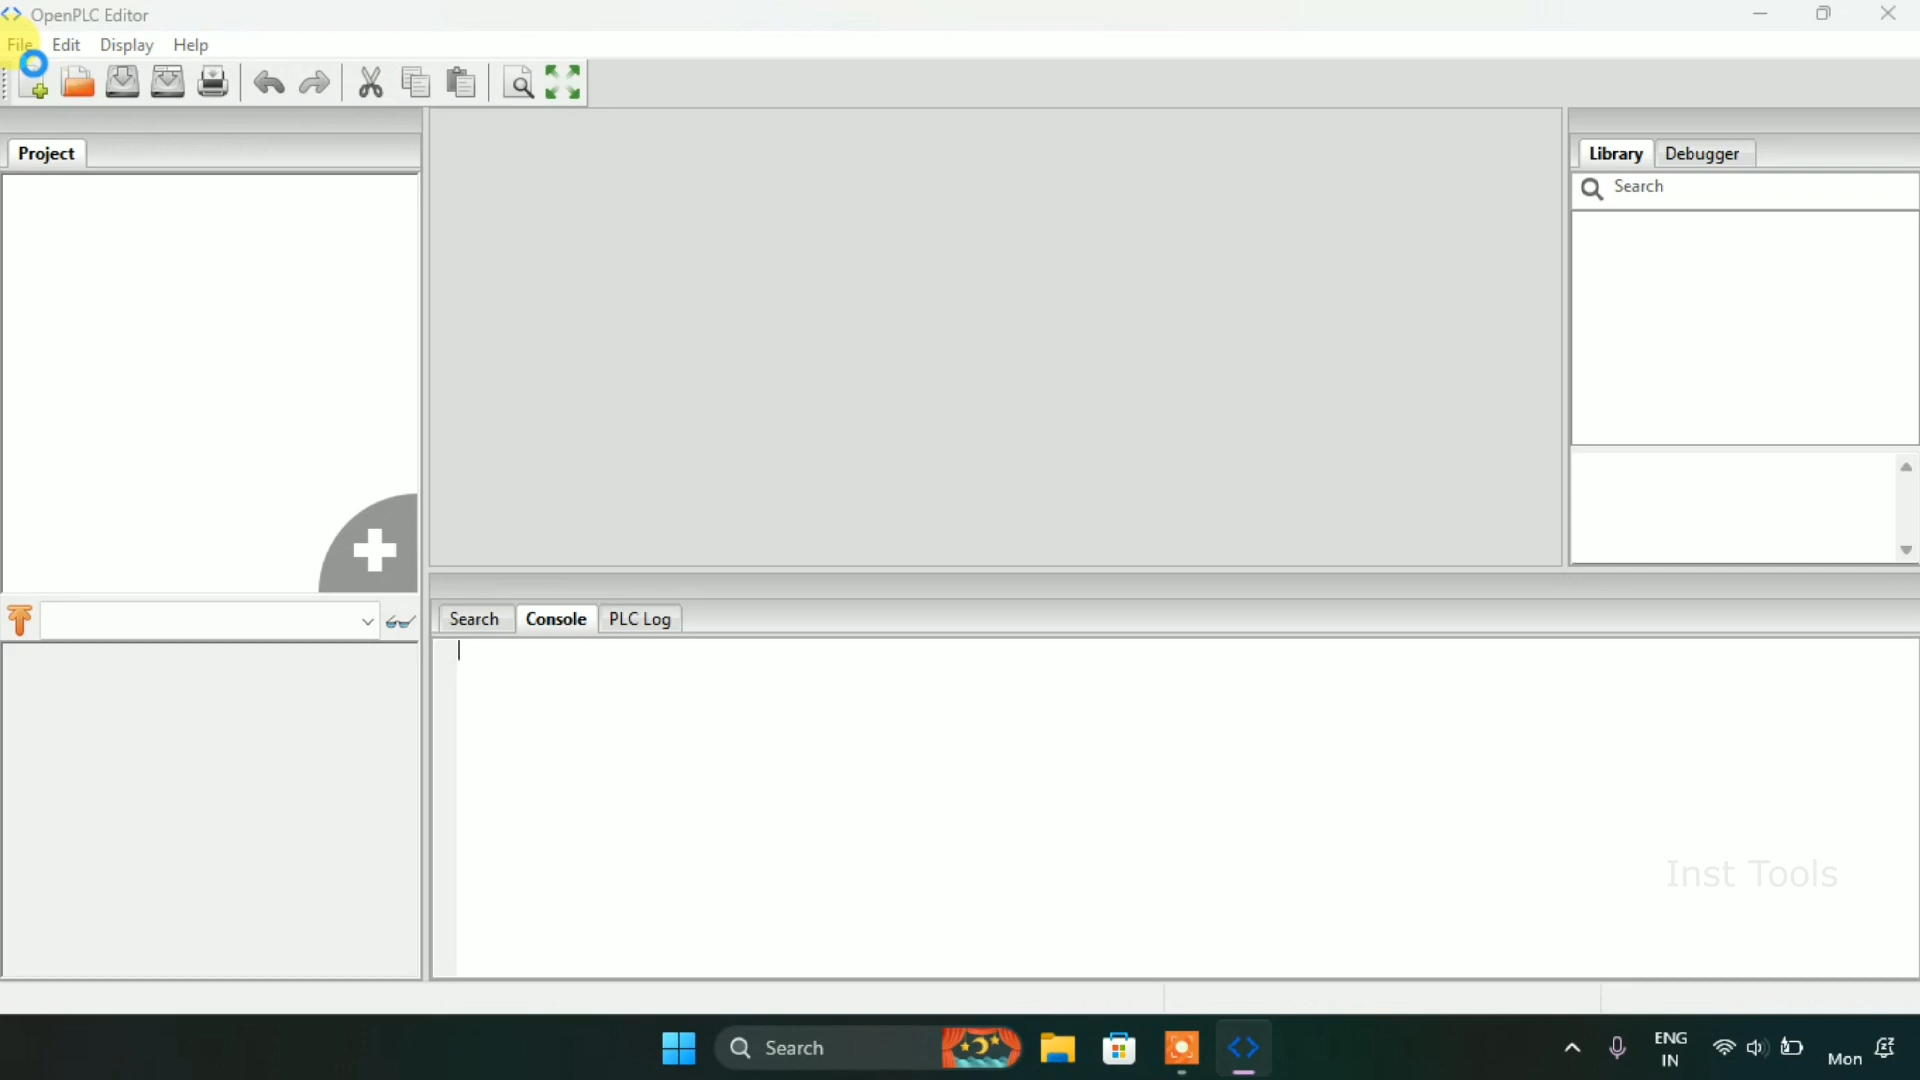 OpenPLC Editor
File Edit Display Help
Project
Library Debugger
Search
Search Console PLC Log
Inst Tools
Search
ENG
IN
Mon